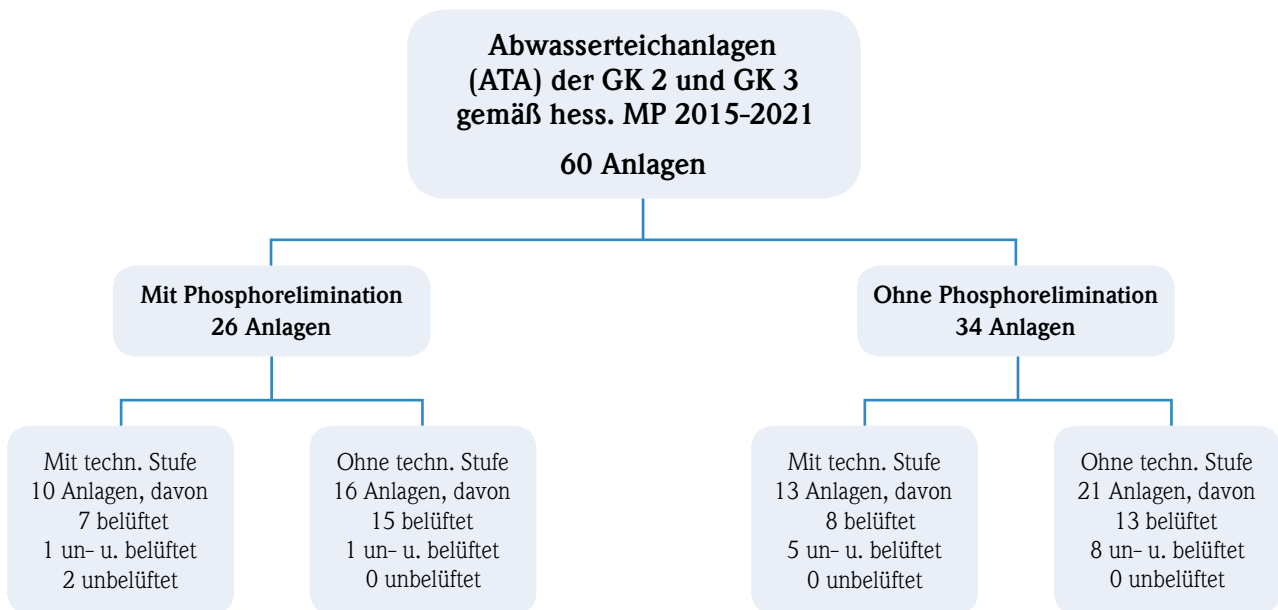 Abwasserteichanlagen
(ATA) der GK 2 und GK 3
gemäß hess. MP 2015-2021
60 Anlagen
Mit Phosphorelimination
26 Anlagen
Ohne Phosphorelimination
34 Anlagen
Mit techn. Stufe
10 Anlagen, davon
7 belüftet
1 un- u. belüftet
2 unbelüftet
Ohne techn. Stufe
16 Anlagen, davon
15 belüftet
1 un- u. belüftet
0 unbelüftet
Mit techn. Stufe
13 Anlagen, davon
8 belüftet
5 un- u. belüftet
0 unbelüftet
Ohne techn. Stufe
21 Anlagen, davon
13 belüftet
8 un- u. belüftet
0 unbelüftet